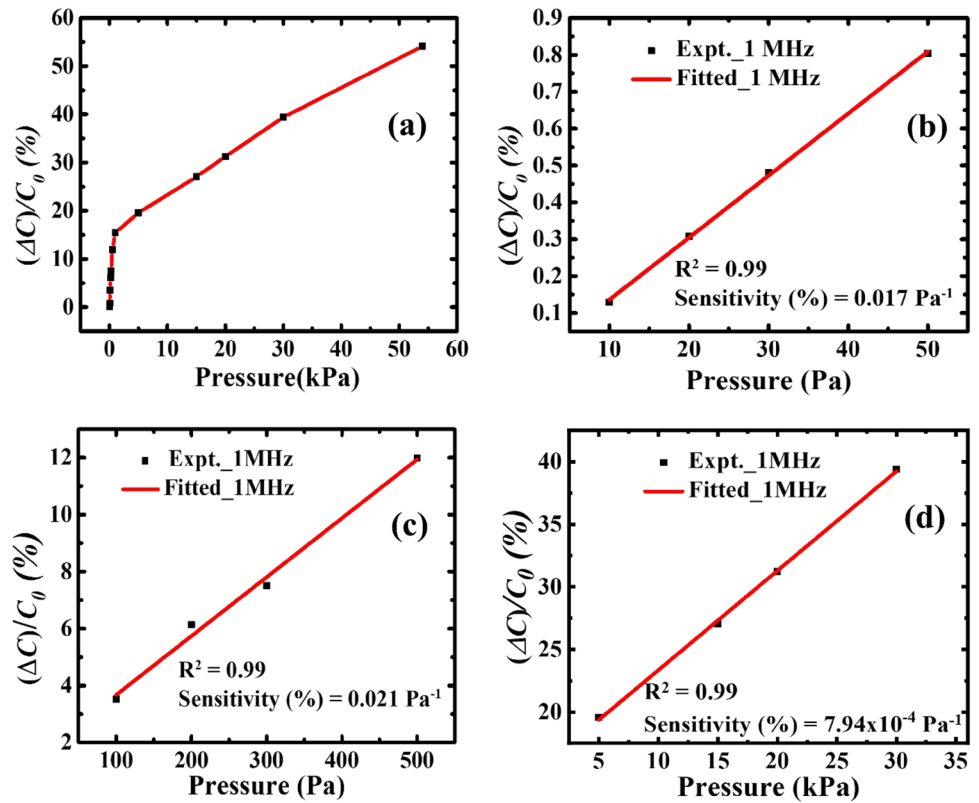 60
50
40
30
20
10
0
(ΔC)/C₀ (%)
(a)
0 10 20 30 40 50 60
Pressure(kPa)
0.9
0.8
0.7
0.6
0.5
0.4
0.3
0.2
0.1
(ΔC)/C₀ (%)
Expt._1 MHz
Fitted_1 MHz
(b)
R² = 0.99
Sensitivity (%) = 0.017 Pa⁻¹
10 20 30 40 50
Pressure (Pa)
12
10
8
6
4
2
(ΔC)/C₀ (%)
Expt._1MHz
Fitted_1MHz
(c)
R² = 0.99
Sensitivity (%) = 0.021 Pa⁻¹
100 200 300 400 500
Pressure (Pa)
40
35
30
25
20
(ΔC)/C₀ (%)
Expt._1MHz
Fitted_1MHz
(d)
R² = 0.99
Sensitivity (%) = 7.94x10⁻⁴ Pa⁻¹
5 10 15 20 25 30 35
Pressure (kPa)